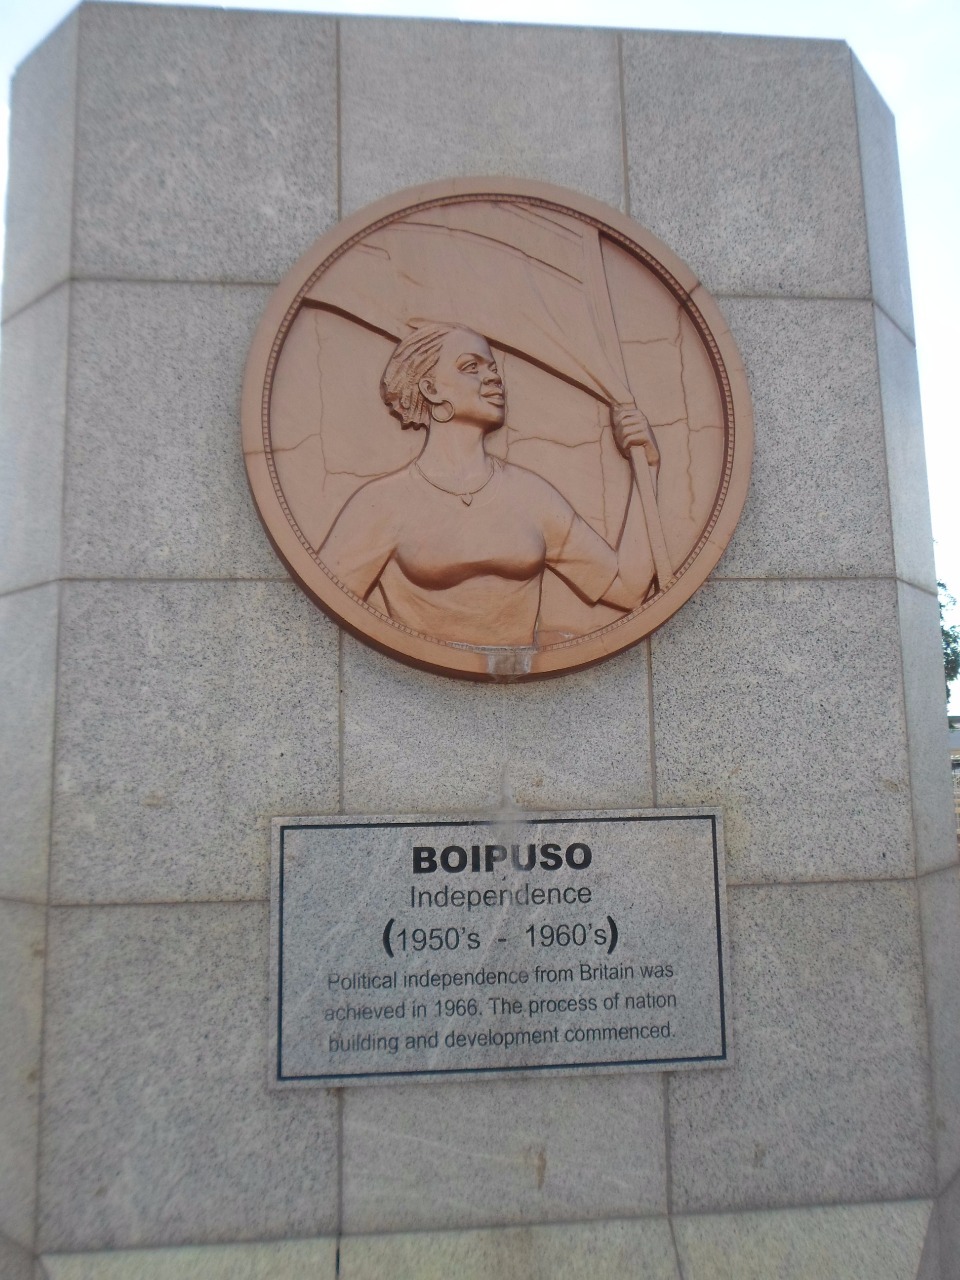 BOIPUSO
Independence
(1950's - 1960's)
Political independence from Britain was
achieved in 1966. The process of nation
building and development commenced.